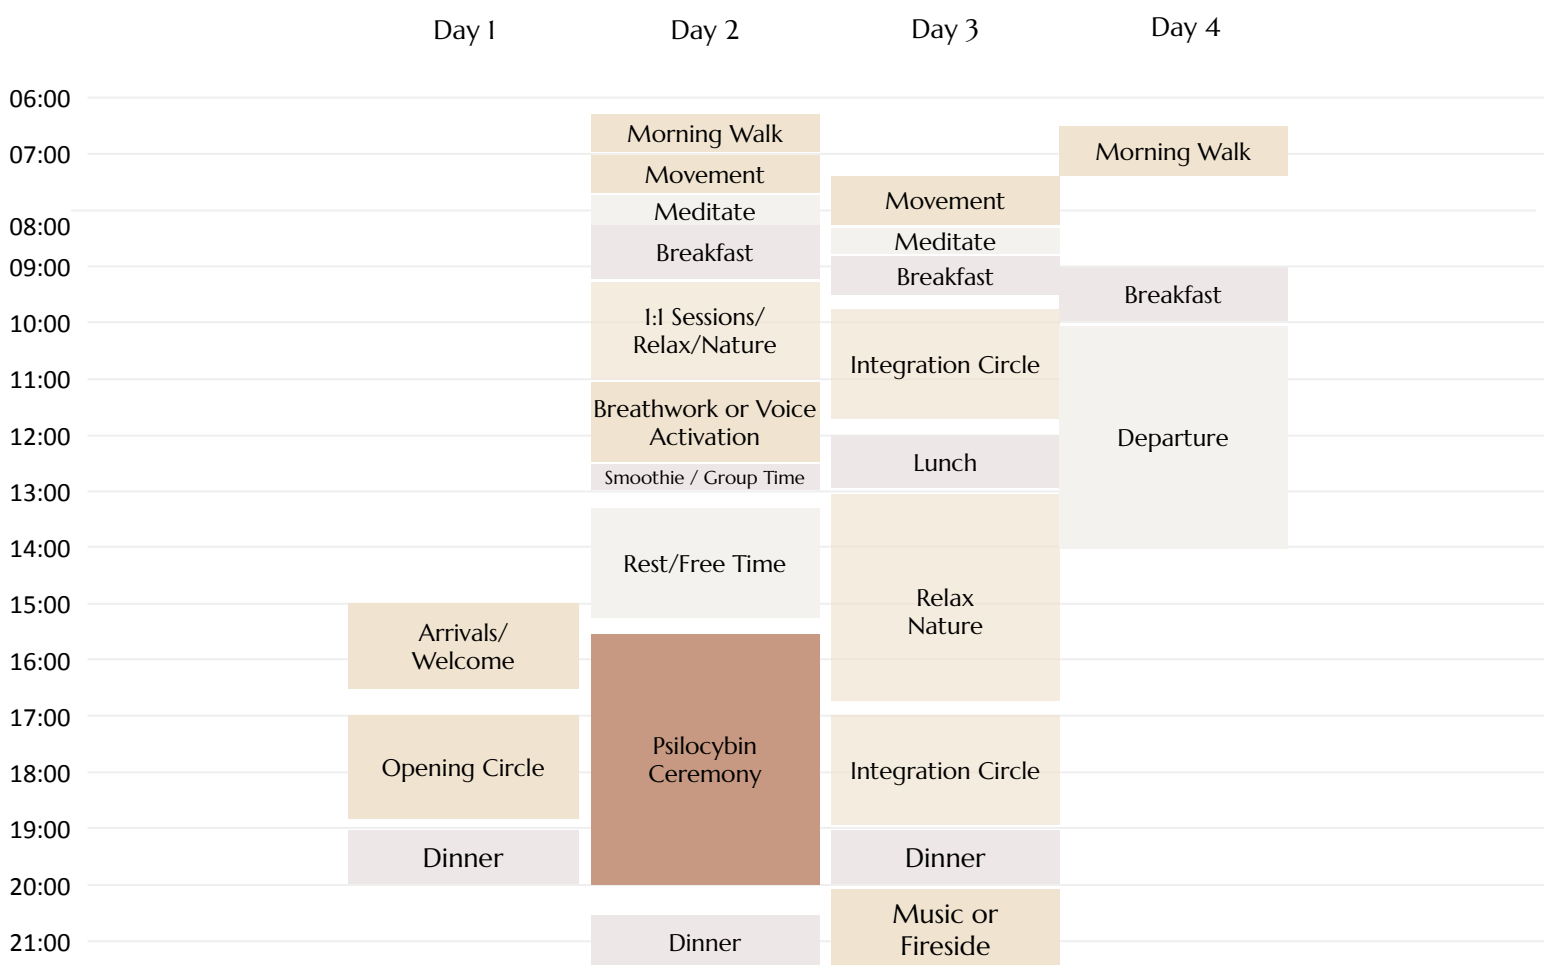 Day 1
Day 2
Day 3
Day 4
06:00
07:00
08:00
09:00
10:00
11:00
12:00
13:00
14:00
15:00
16:00
17:00
18:00
19:00
20:00
21:00
Arrivals/
Welcome
Opening Circle
Dinner
Morning Walk
Movement
Meditate
Breakfast
1:1 Sessions/
Relax/Nature
Breathwork or Voice
Activation
Smoothie / Group Time
Rest/Free Time
Psilocybin
Ceremony
Dinner
Movement
Meditate
Breakfast
Integration Circle
Lunch
Relax
Nature
Integration Circle
Dinner
Music or
Fireside
Morning Walk
Breakfast
Departure